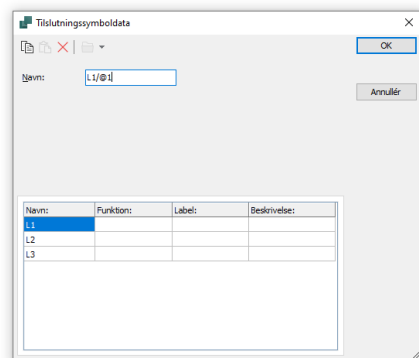 Tilslutningssymboldata
OK
Navn: L1/@1
Annullér
Navn: Funktion: Label: Beskrivelse:
L1
L2
L3